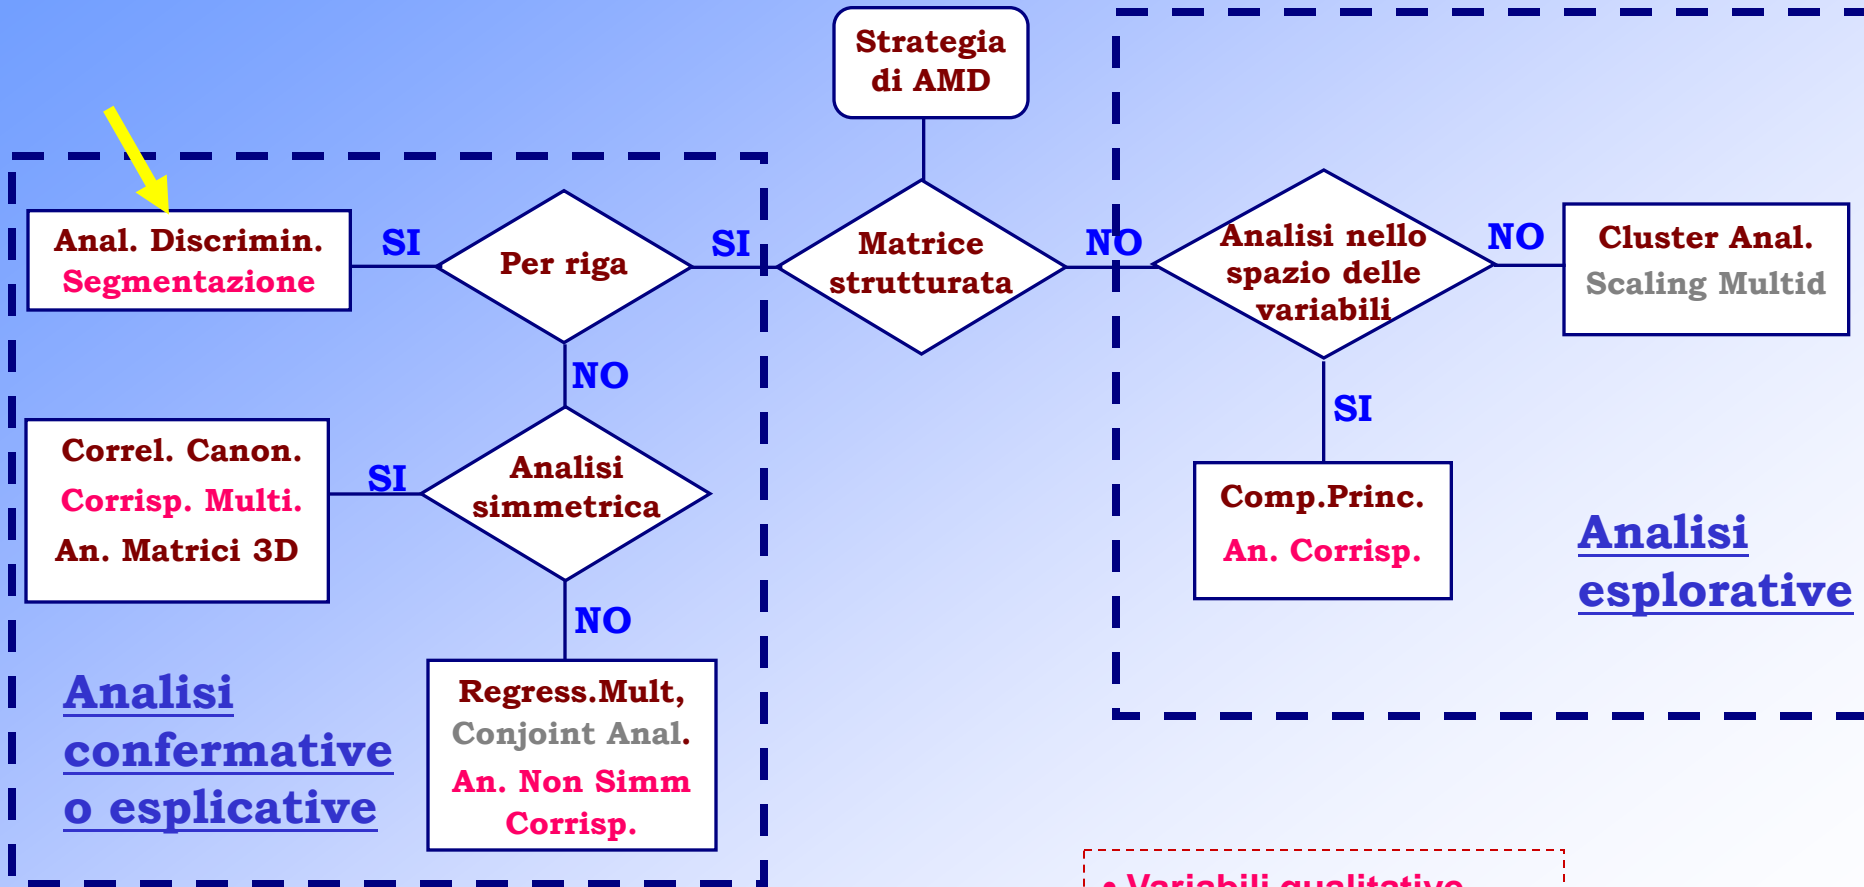 Strategia
di AMD
Anal. Discrimin.
Segmentazione
SI
Per riga
SI
Matrice
strutturata
NO
Analisi nello
spazio delle
variabili
NO
Cluster Anal.
Scaling Multid
NO
SI
Correl. Canon.
Corrisp. Multi.
An. Matrici 3D
SI
Analisi
simmetrica
Comp.Princ.
An. Corrisp.
Analisi
esplorative
NO
Analisi
confermative
o esplicative
Regress.Mult,
Conjoint Anal.
An. Non Simm
Corrisp.
• Variabili qualitative